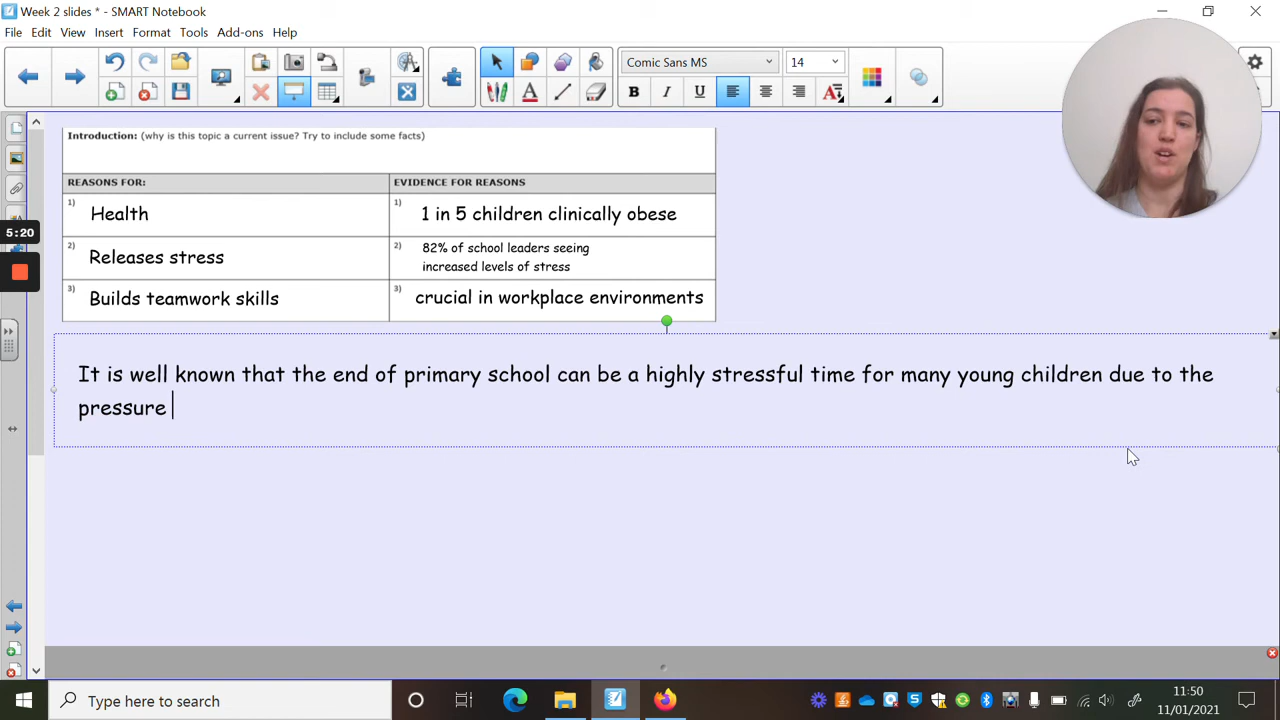 Week 2 slides * - SMART Notebook
File Edit View Insert Format Tools Add-ons Help
Comic Sans MS 14
B I U
Introduction: (why is this topic a current issue? Try to include some facts)
REASONS FOR: EVIDENCE FOR REASONS
1) Health 1) 1 in 5 children clinically obese
2) Releases stress 2) 82% of school leaders seeing
increased levels of stress
3) Builds teamwork skills 3) crucial in workplace environments
5:20
It is well known that the end of primary school can be a highly stressful time for many young children due to the
pressure
Type here to search
11:50
11/01/2021